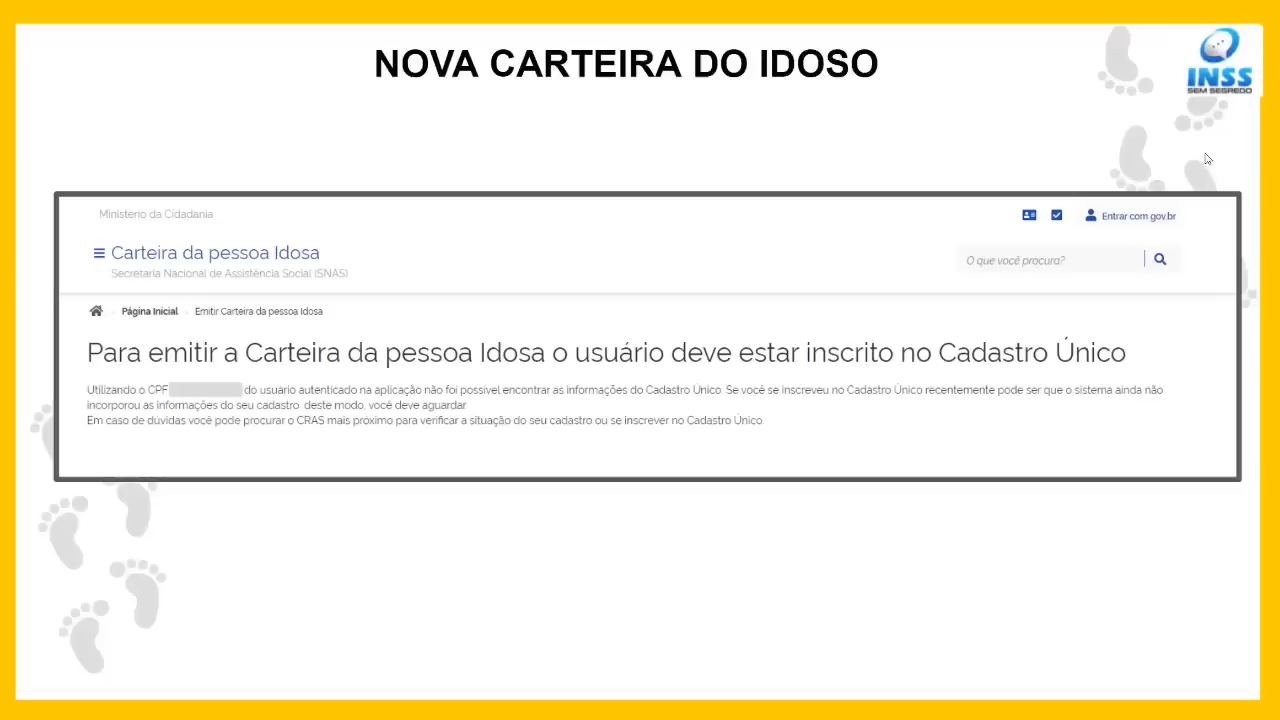 NOVA CARTEIRA DO IDOSO
INSS
SEM SEGREDO
Ministério da Cidadania
Entrar com gov.br
Carteira da pessoa Idosa
Secretaria Nacional de Assistência Social (SNAS)
O que você procura?
Página Inicial
Emitir Carteira da pessoa Idosa
Para emitir a Carteira da pessoa Idosa o usuário deve estar inscrito no Cadastro Único
Utilizando o CPF do usuário autenticado na aplicação não foi possível encontrar as informações do Cadastro Único. Se você se inscreveu no Cadastro Único recentemente pode ser que o sistema ainda não
incorporou as informações do seu cadastro, deste modo, você deve aguardar
Em caso de dúvidas você pode procurar o CRAS mais próximo para verificar a situação do seu cadastro ou se inscrever no Cadastro Único.